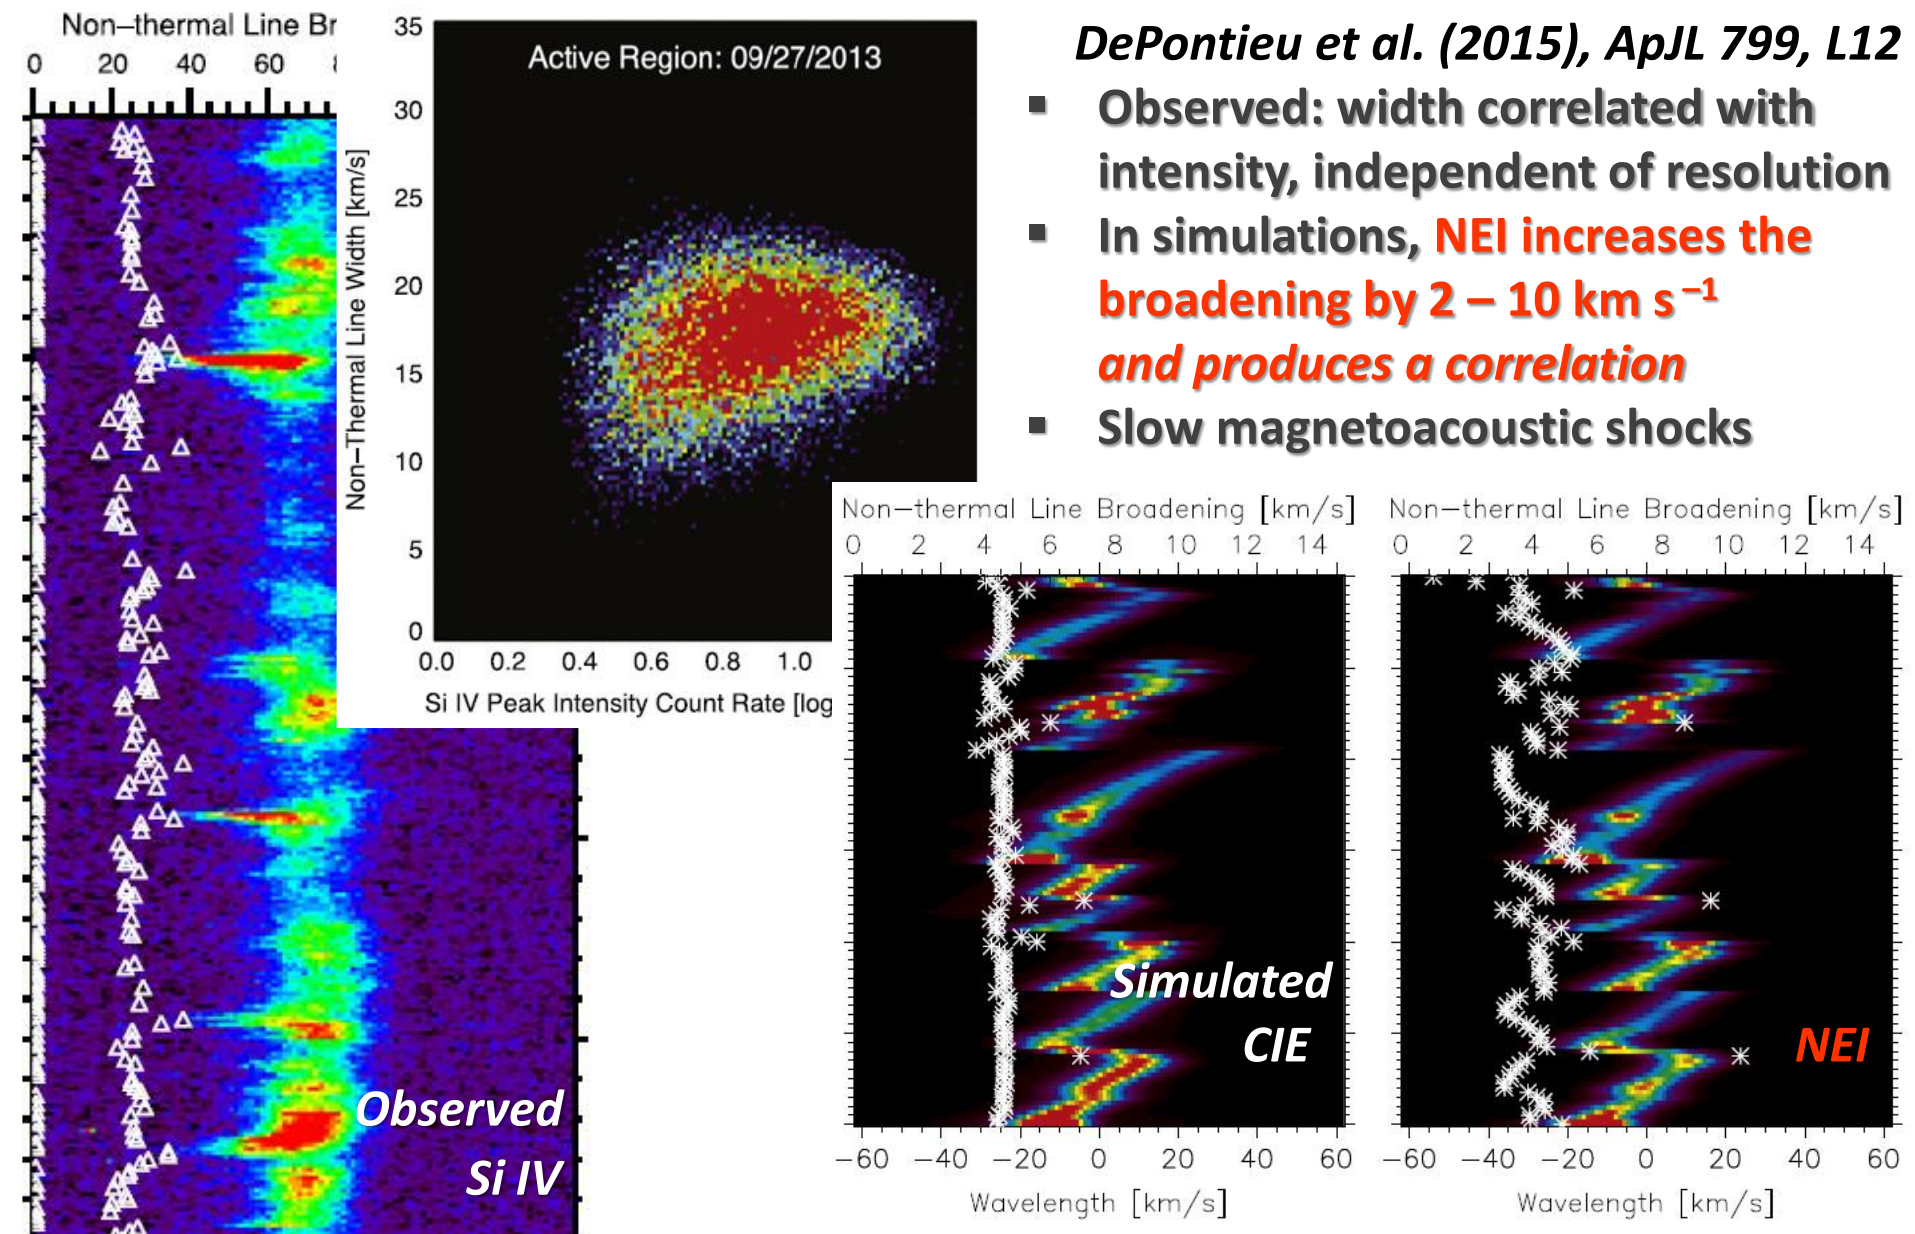 Non–thermal Line Br
0 20 40 60
35
30
25
20
15
10
5
0
Non–Thermal Line Width [km/s]
Active Region: 09/27/2013
0.0 0.2 0.4 0.6 0.8 1.0
Si IV Peak Intensity Count Rate [log
Observed
Si IV
DePontieu et al. (2015), ApJL 799, L12
▪ Observed: width correlated with
intensity, independent of resolution
▪ In simulations, NEI increases the
broadening by 2 – 10 km s –1
and produces a correlation
▪ Slow magnetoacoustic shocks
Non–thermal Line Broadening [km/s]
0 2 4 6 8 10 12 14
Simulated
CIE
−60 −40 −20 0 20 40 60
Wavelength [km/s]
Non–thermal Line Broadening [km/s]
0 2 4 6 8 10 12 14
NEI
−60 −40 −20 0 20 40 60
Wavelength [km/s]